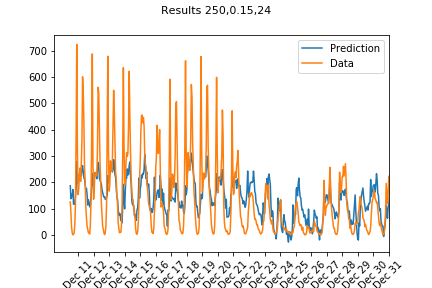 Results 250,0.15,24
Prediction
Data
700
600
500
400
300
200
100
0
Dec 11
Dec 12
Dec 13
Dec 14
Dec 15
Dec 16
Dec 17
Dec 18
Dec 19
Dec 20
Dec 21
Dec 22
Dec 23
Dec 24
Dec 25
Dec 26
Dec 27
Dec 28
Dec 29
Dec 30
Dec 31